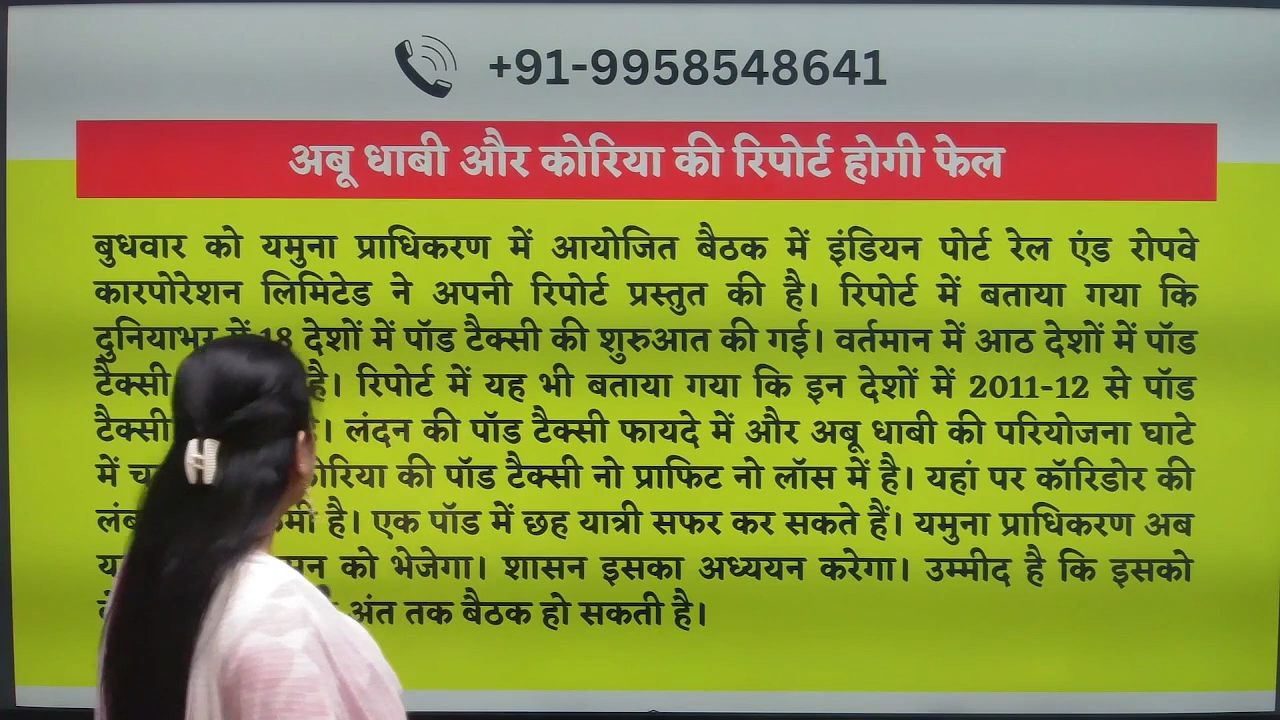 +91-9958548641
अबू धाबी और कोरिया की रिपोर्ट होगी फेल
बुधवार को यमुना प्राधिकरण में आयोजित बैठक में इंडियन पोर्ट रेल एंड रोपवे
कारपोरेशन लिमिटेड ने अपनी रिपोर्ट प्रस्तुत की है। रिपोर्ट में बताया गया कि
दुनियाभर में 18 देशों में पॉड टैक्सी की शुरुआत की गई। वर्तमान में आठ देशों में पॉड
टैक्सी है। रिपोर्ट में यह भी बताया गया कि इन देशों में 2011-12 से पॉड
टैक्सी लंदन की पॉड टैक्सी फायदे में और अबू धाबी की परियोजना घाटे
में की पॉड टैक्सी नो प्राफिट नो लॉस में है। यहां पर कॉरिडोर की
है। एक पॉड में छह यात्री सफर कर सकते हैं। यमुना प्राधिकरण अब
को भेजेगा। शासन इसका अध्ययन करेगा। उम्मीद है कि इसको
अंत तक बैठक हो सकती है।